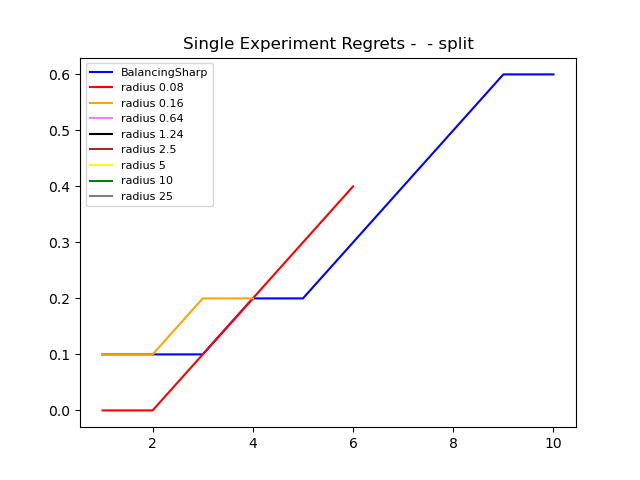 Single Experiment Regrets -  - split
BalancingSharp
radius 0.08
radius 0.16
radius 0.64
radius 1.24
radius 2.5
radius 5
radius 10
radius 25
0.6
0.5
0.4
0.3
0.2
0.1
0.0
2 4 6 8 10